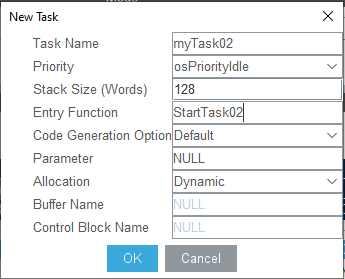 New Task
Task Name myTask02
Priority osPriorityIdle
Stack Size (Words) 128
Entry Function StartTask02
Code Generation Option Default
Parameter NULL
Allocation Dynamic
Buffer Name NULL
Control Block Name NULL
OK Cancel